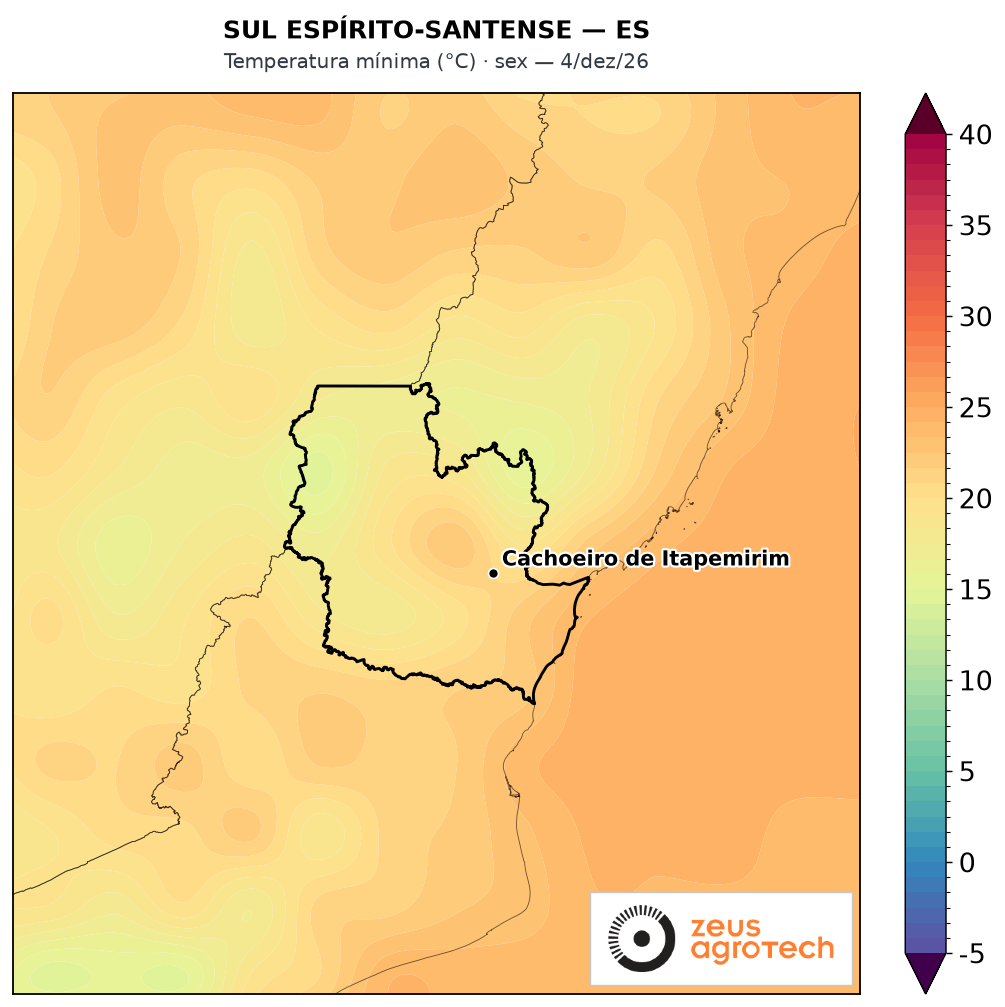 SUL ESPÍRITO-SANTENSE — ES
Temperatura mínima (°C) · sex — 4/dez/26
Cachoeiro de Itapemirim
40
35
30
25
20
15
10
5
0
-5
zeus
agrotech